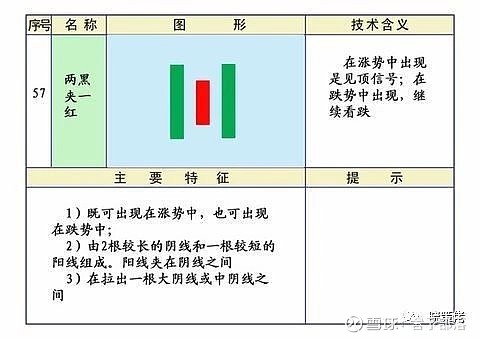 序号 名称 图 形 技术含义
57
两黑
夹一
红
在涨势中出现
是见顶信号；在
跌势中出现，继
续看跌
主 要 特 征 提 示
1）既可出现在涨势中，也可出现
在跌势中；
2）由2根较长的阴线和一根较短的
阳线组成。阳线夹在阴线之间
3）在拉出一根大阴线或中阴线之
间
雪球